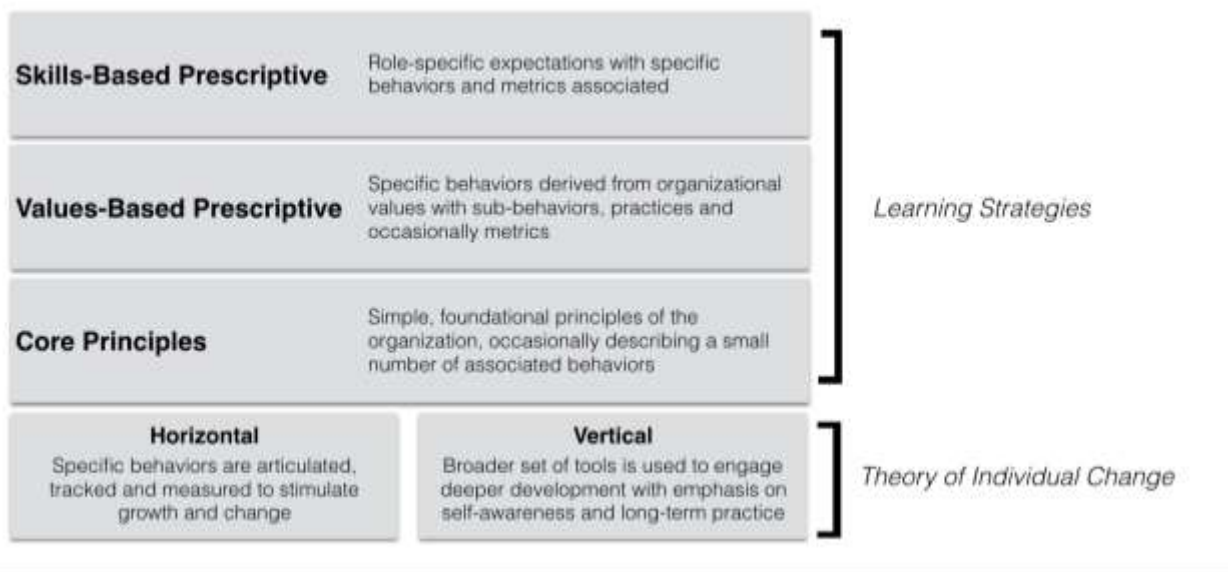 Skills-Based Prescriptive
Role-specific expectations with specific
behaviors and metrics associated
Values-Based Prescriptive
Specific behaviors derived from organizational
values with sub-behaviors, practices and
occasionally metrics
Learning Strategies
Core Principles
Simple, foundational principles of the
organization, occasionally describing a small
number of associated behaviors
Horizontal
Specific behaviors are articulated,
tracked and measured to stimulate
growth and change
Vertical
Broader set of tools is used to engage
deeper development with emphasis on
self-awareness and long-term practice
Theory of Individual Change